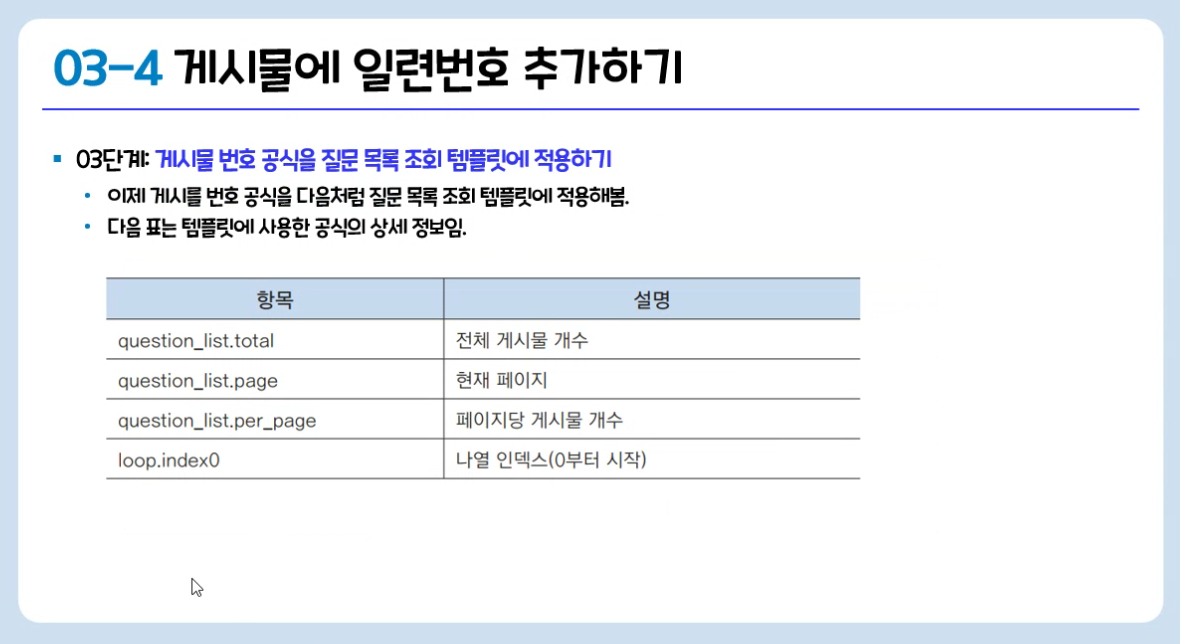 03-4 게시물에 일련번호 추가하기
03단계: 게시물 번호 공식을 질문 목록 조회 템플릿에 적용하기
이제 게시를 번호 공식을 다음처럼 질문 목록 조회 템플릿에 적용해봄.
다음 표는 템플릿에 사용한 공식의 상세 정보임.
항목 설명
question_list.total 전체 게시물 개수
question_list.page 현재 페이지
question_list.per_page 페이지당 게시물 개수
loop.index0 나열 인덱스(0부터 시작)